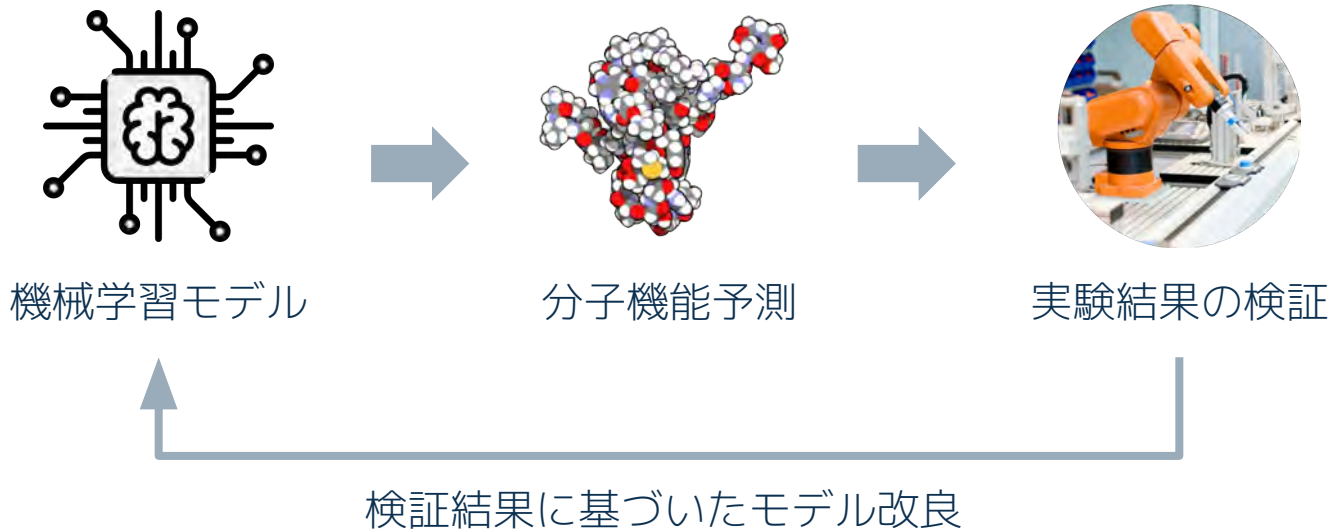 機械学習モデル
分子機能予測
実験結果の検証
検証結果に基づいたモデル改良